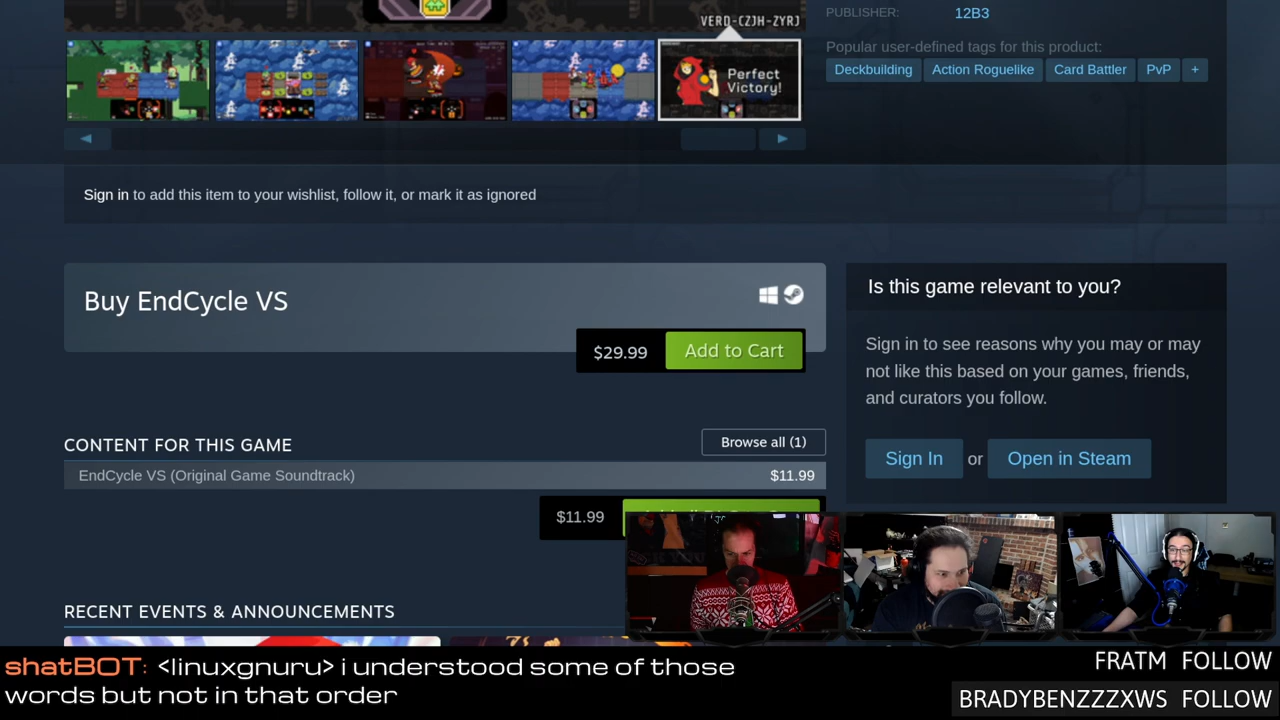 VERD-CZJH-ZYRJ
PUBLISHER: 12B3
Popular user-defined tags for this product:
Deckbuilding Action Roguelike Card Battler PvP +
Perfect
Victory!
Sign in to add this item to your wishlist, follow it, or mark it as ignored
Buy EndCycle VS
$29.99 Add to Cart
Is this game relevant to you?
Sign in to see reasons why you may or may
not like this based on your games, friends,
and curators you follow.
Sign In or Open in Steam
CONTENT FOR THIS GAME Browse all (1)
EndCycle VS (Original Game Soundtrack) $11.99
$11.99
RECENT EVENTS & ANNOUNCEMENTS
shatBOT: <linuxgnuru> i understood some of those
words but not in that order
FRATM FOLLOW
BRADYBENZZZXWS FOLLOW